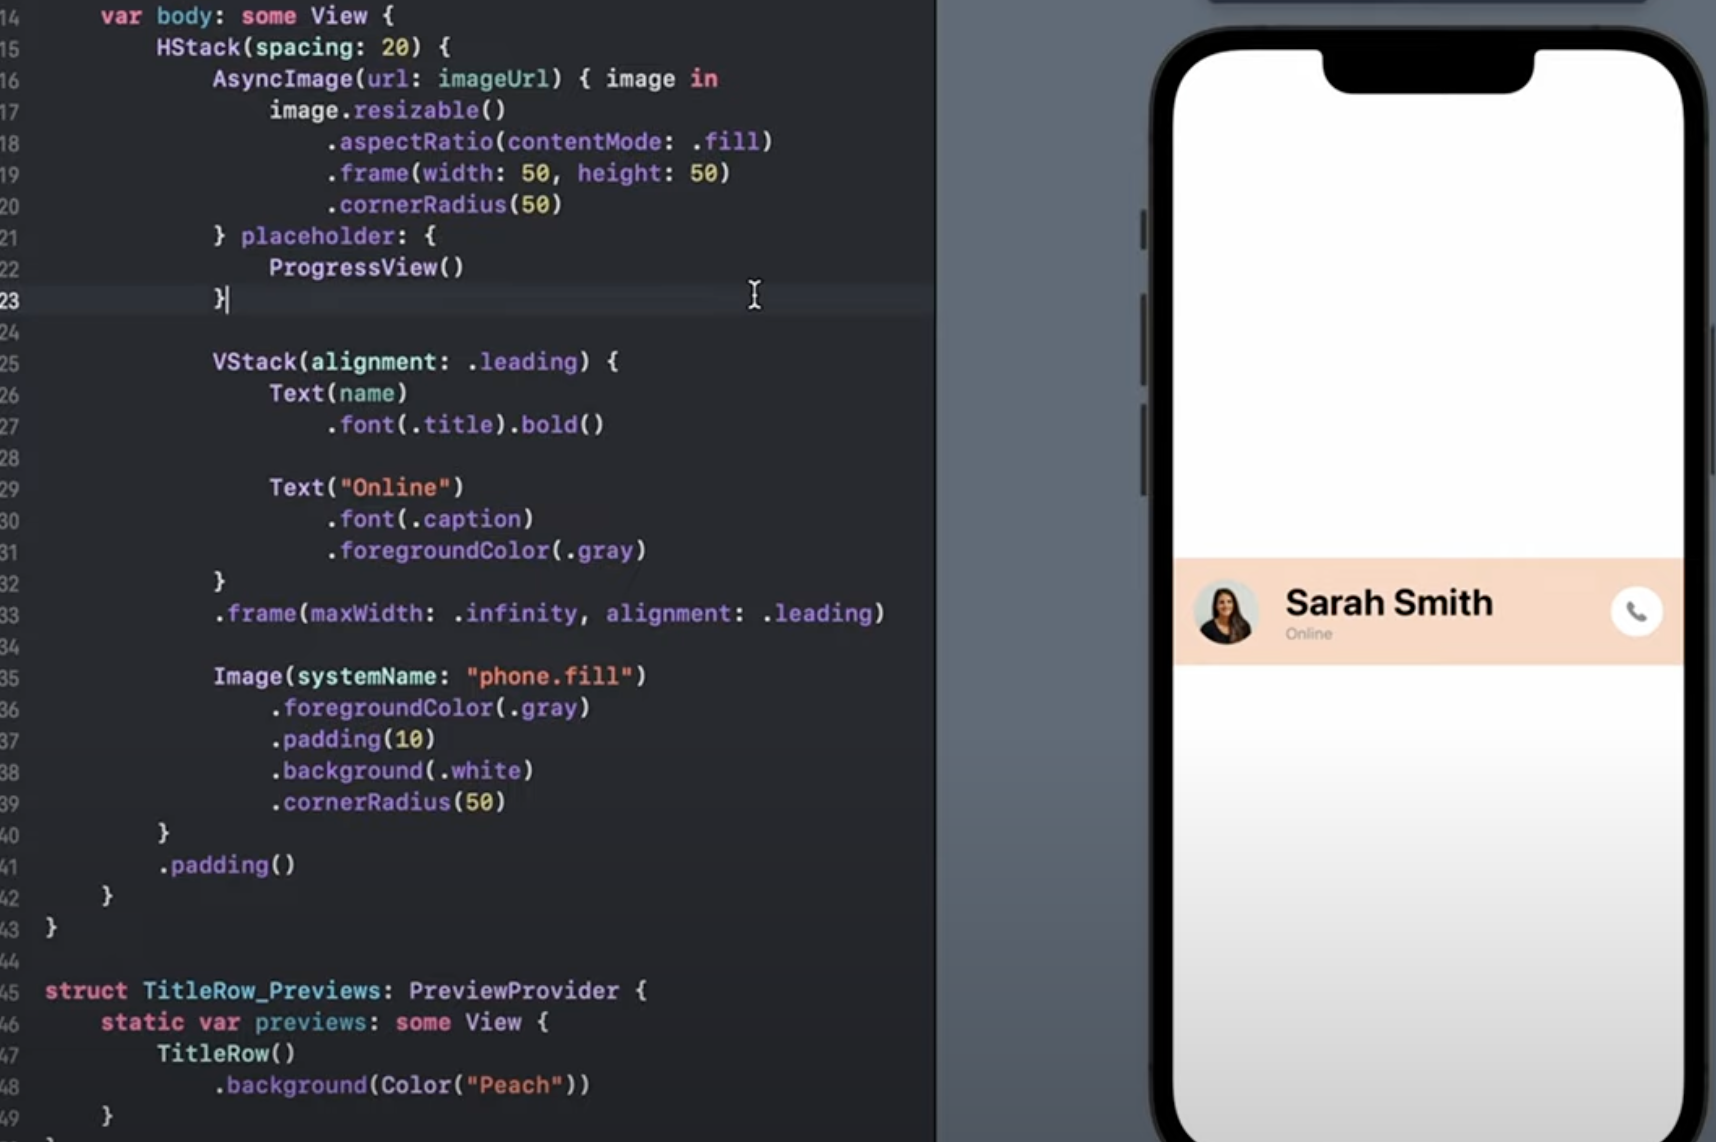 14 var body: some View {
15 HStack(spacing: 20) {
16 AsyncImage(url: imageUrl) { image in
17 image.resizable()
18 .aspectRatio(contentMode: .fill)
19 .frame(width: 50, height: 50)
20 .cornerRadius(50)
21 } placeholder: {
22 ProgressView()
23 }
24
25 VStack(alignment: .leading) {
26 Text(name)
27 .font(.title).bold()
28
29 Text("Online")
30 .font(.caption)
31 .foregroundColor(.gray)
32 }
33 .frame(maxWidth: .infinity, alignment: .leading)
34
35 Image(systemName: "phone.fill")
36 .foregroundColor(.gray)
37 .padding(10)
38 .background(.white)
39 .cornerRadius(50)
40 }
41 .padding()
42 }
43 }
44
45 struct TitleRow_Previews: PreviewProvider {
46 static var previews: some View {
47 TitleRow()
48 .background(Color("Peach"))
49 }
Sarah Smith
Online